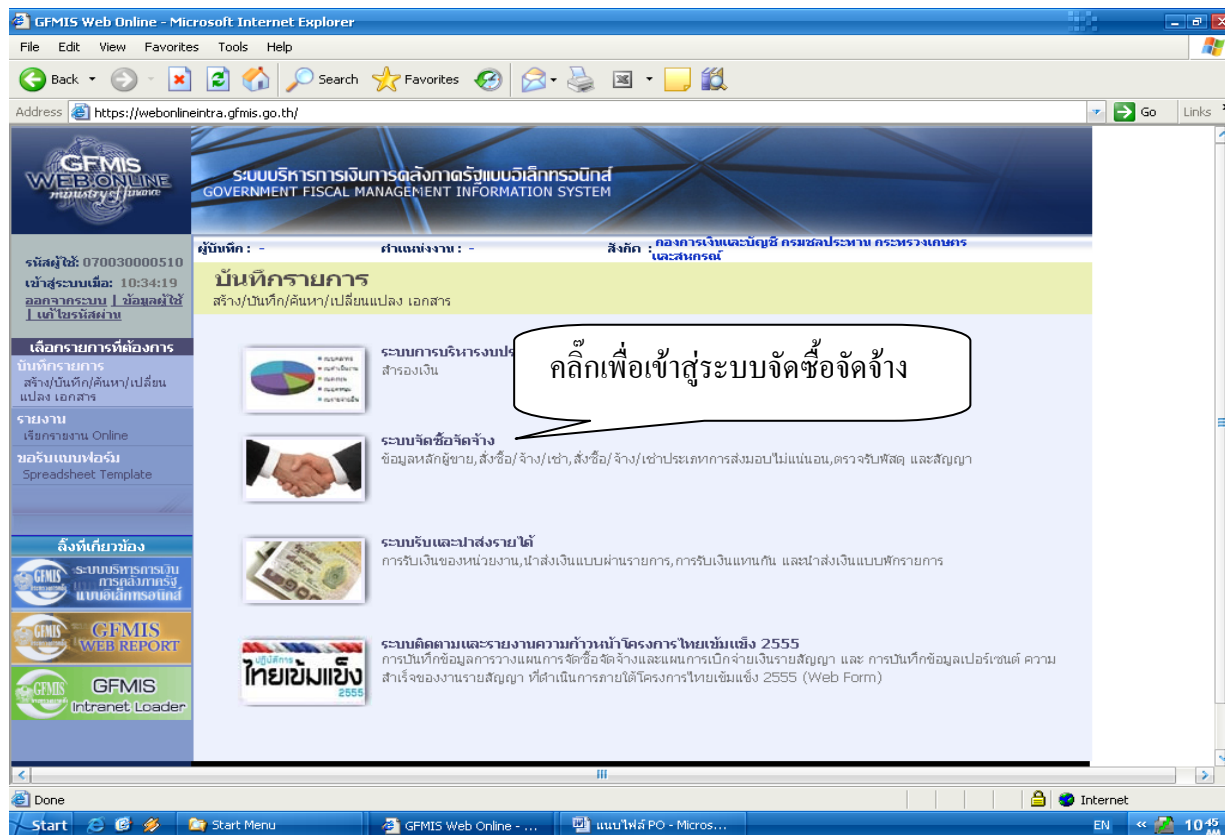 GFMIS Web Online - Microsoft Internet Explorer
File Edit View Favorites Tools Help
Back Search Favorites
Address https://webonlineintra.gfmis.go.th/ Go Links
GFMIS
WEB ONLINE
ministry of finance
ระบบบริหารการเงินการคลังภาครัฐแบบอิเล็กทรอนิกส์
GOVERNMENT FISCAL MANAGEMENT INFORMATION SYSTEM
ผู้บันทึก : - ตำแหน่งงาน : - สังกัด : กองการเงินและบัญชี กรมชลประทาน กระทรวงเกษตร
และสหกรณ์
รหัสผู้ใช้: 070030000510
เข้าสู่ระบบเมื่อ: 10:34:19
ออกจากระบบ | ข้อมูลผู้ใช้
| แก้ไขรหัสผ่าน
บันทึกรายการ
สร้าง/บันทึก/ค้นหา/เปลี่ยนแปลง เอกสาร
เลือกรายการที่ต้องการ
บันทึกรายการ
สร้าง/บันทึก/ค้นหา/เปลี่ยน
แปลง เอกสาร
รายงาน
เรียกรายงาน Online
ขอรับแบบฟอร์ม
Spreadsheet Template
ลิ้งที่เกี่ยวข้อง
GFMIS ระบบบริหารการเงิน
การคลังภาครัฐ
แบบอิเล็กทรอนิกส์
GFMIS GFMIS
WEB REPORT
GFMIS GFMIS
Intranet Loader
ระบบการบริหารงบประ
สำรองเงิน
คลิ๊กเพื่อเข้าสู่ระบบจัดซื้อจัดจ้าง
ระบบจัดซื้อจัดจ้าง
ข้อมูลหลักผู้ขาย,สั่งซื้อ/จ้าง/เช่า,สั่งซื้อ/จ้าง/เช่าประเภทการส่งมอบไม่แน่นอน,ตรวจรับพัสดุ และสัญญา
ระบบรับและนำส่งรายได้
การรับเงินของหน่วยงาน,นำส่งเงินแบบผ่านรายการ,การรับเงินแทนกัน และนำส่งเงินแบบพักรายการ
ปฏิบัติการ
ไทยเข้มแข็ง
2555
ระบบติดตามและรายงานความก้าวหน้าโครงการไทยเข้มแข็ง 2555
การบันทึกข้อมูลการวางแผนการจัดซื้อจัดจ้างและแผนการเบิกจ่ายเงินรายสัญญา และ การบันทึกข้อมูลเปอร์เซนต์ ความ
สำเร็จของงานรายสัญญา ที่ดำเนินการภายใต้โครงการไทยเข้มแข็ง 2555 (Web Form)
Done Internet
Start Start Menu GFMIS Web Online - ... แนบไฟล์ PO - Micros... EN 10:45